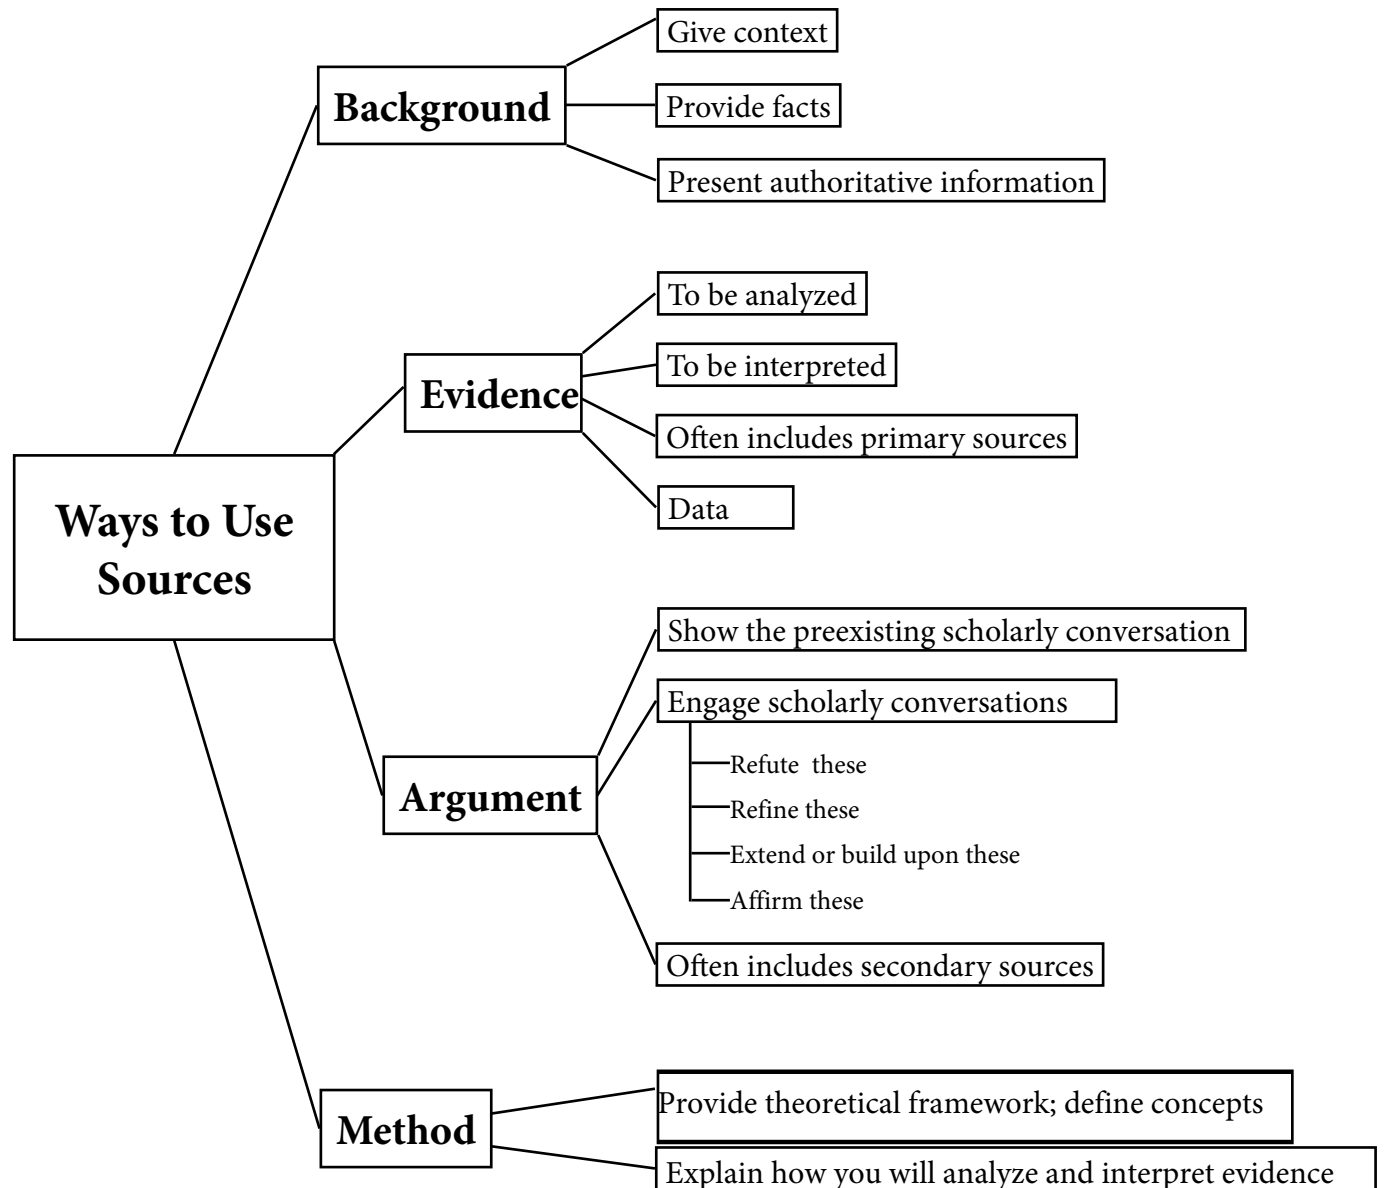 Ways to Use
Sources
Background
Give context
Provide facts
Present authoritative information
Evidence
To be analyzed
To be interpreted
Often includes primary sources
Data
Argument
Show the preexisting scholarly conversation
Engage scholarly conversations
Refute  these
Refine these
Extend or build upon these
Affirm these
Often includes secondary sources
Method
Provide theoretical framework; define concepts
Explain how you will analyze and interpret evidence